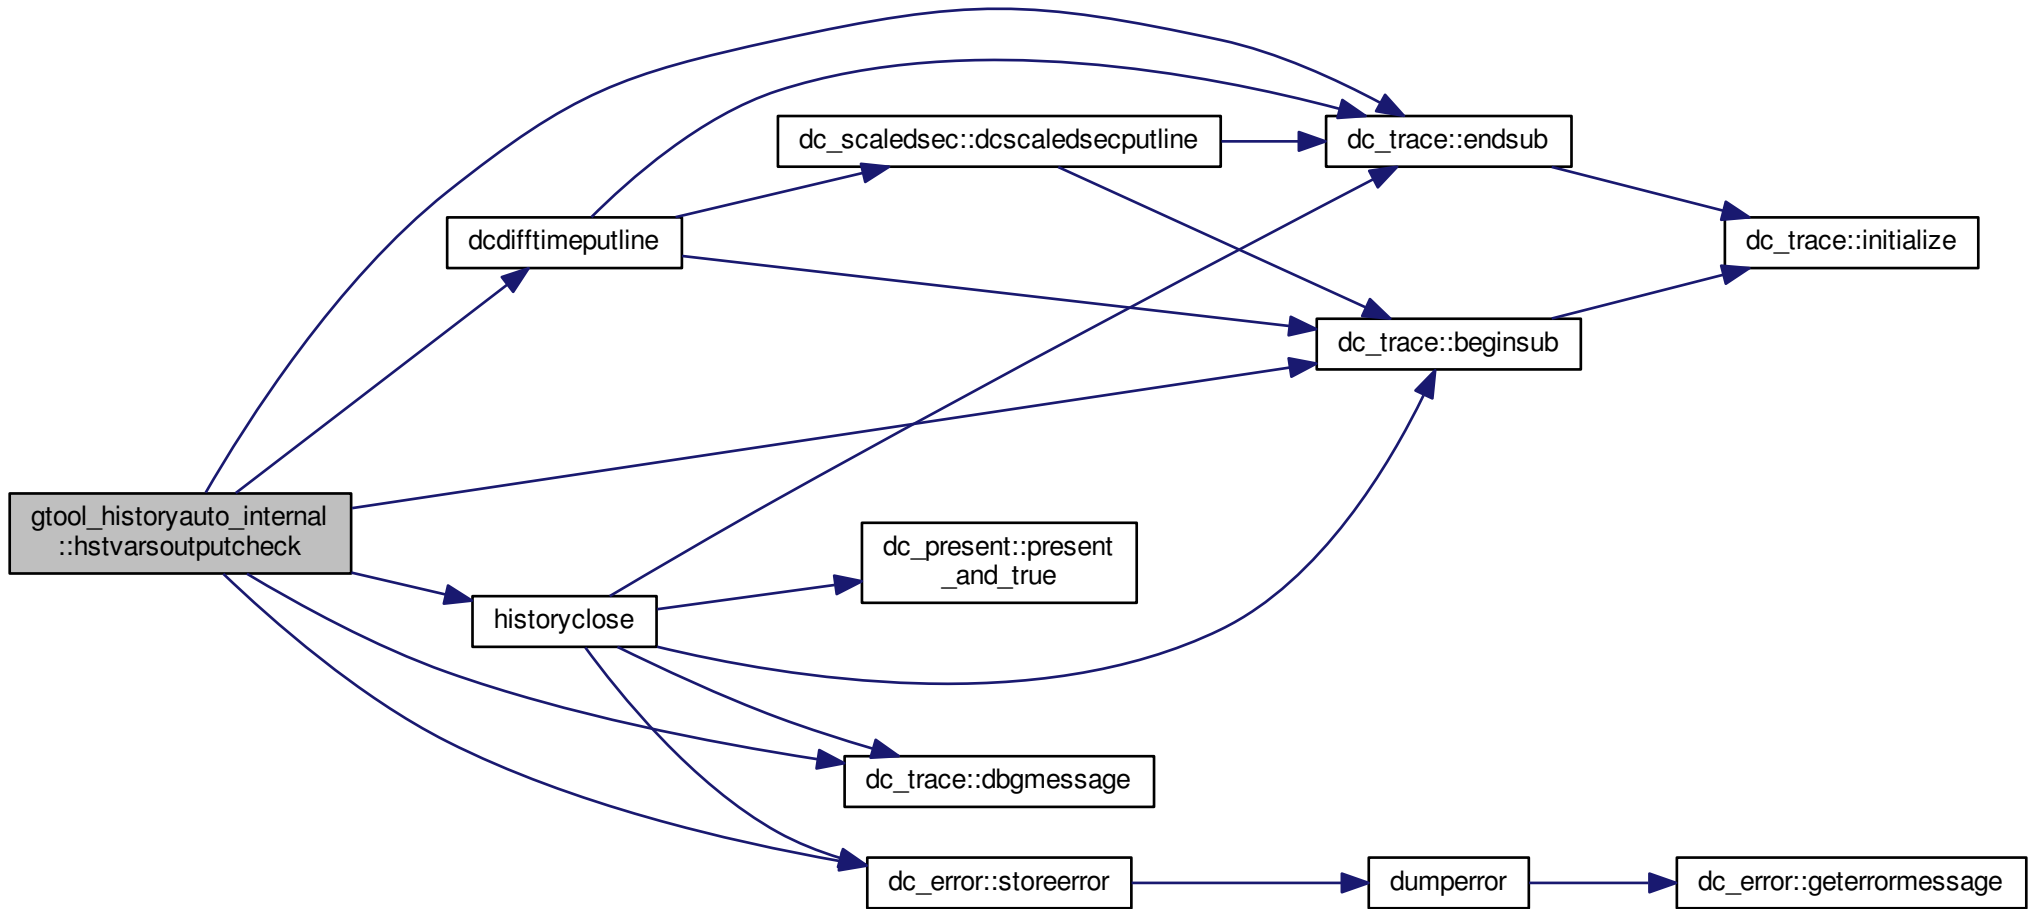 dc_scaledsec::dcscaledsecputline
dc_trace::endsub
dcdifftimeputline
dc_trace::initialize
dc_trace::beginsub
gtool_historyauto_internal
::hstvarsoutputcheck
dc_present::present
_and_true
historyclose
dc_trace::dbgmessage
dc_error::storeerror
dumperror
dc_error::geterrormessage